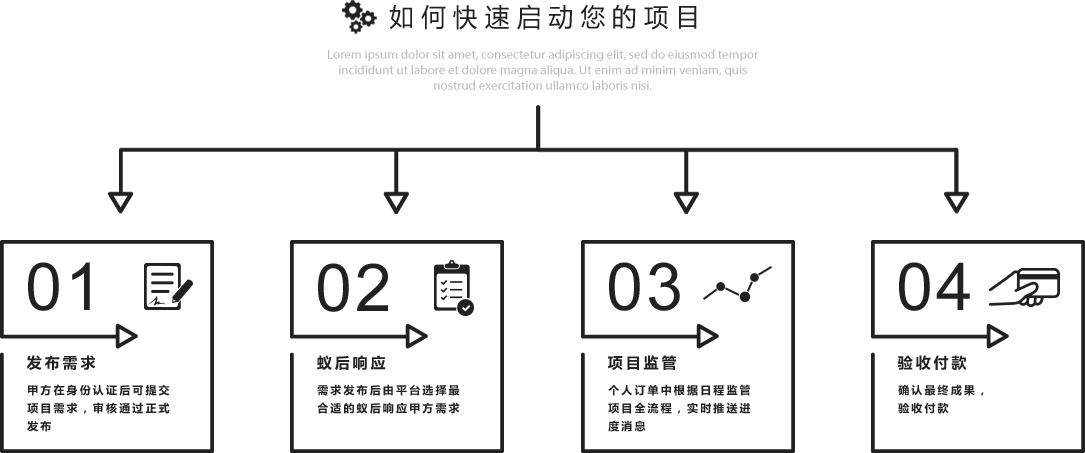 如何快速启动您的项目
Lorem ipsum dolor sit amet, consectetur adipiscing elit, sed do eiusmod tempor
incididunt ut labore et dolore magna aliqua. Ut enim ad minim veniam, quis
nostrud exercitation ullamco laboris nisi.
01
发布需求
甲方在身份认证后可提交
项目需求，审核通过正式
发布
02
蚁后响应
需求发布后由平台选择最
合适的蚁后响应甲方需求
03
项目监管
个人订单中根据日程监管
项目全流程，实时推送进
度消息
04
验收付款
确认最终成果，
验收付款